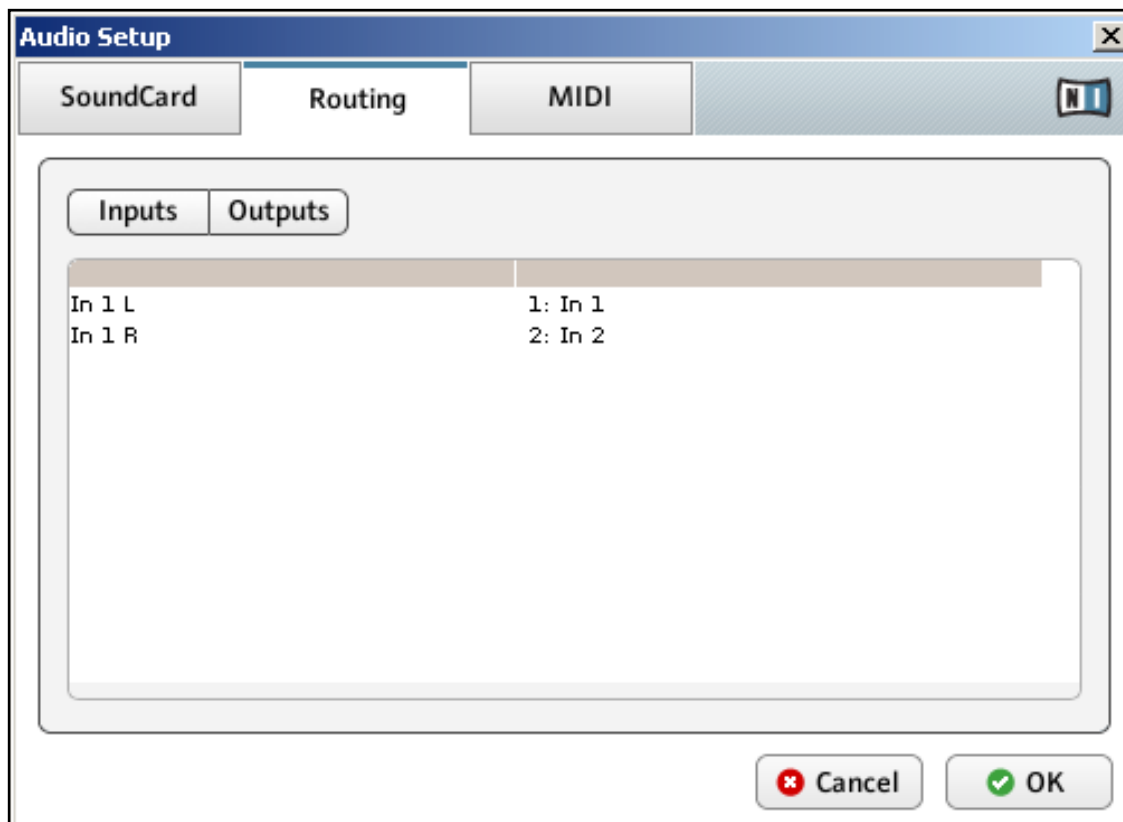 Audio Setup
SoundCard Routing MIDI
NI
Inputs Outputs
In 1 L 1: In 1
In 1 R 2: In 2
Cancel OK